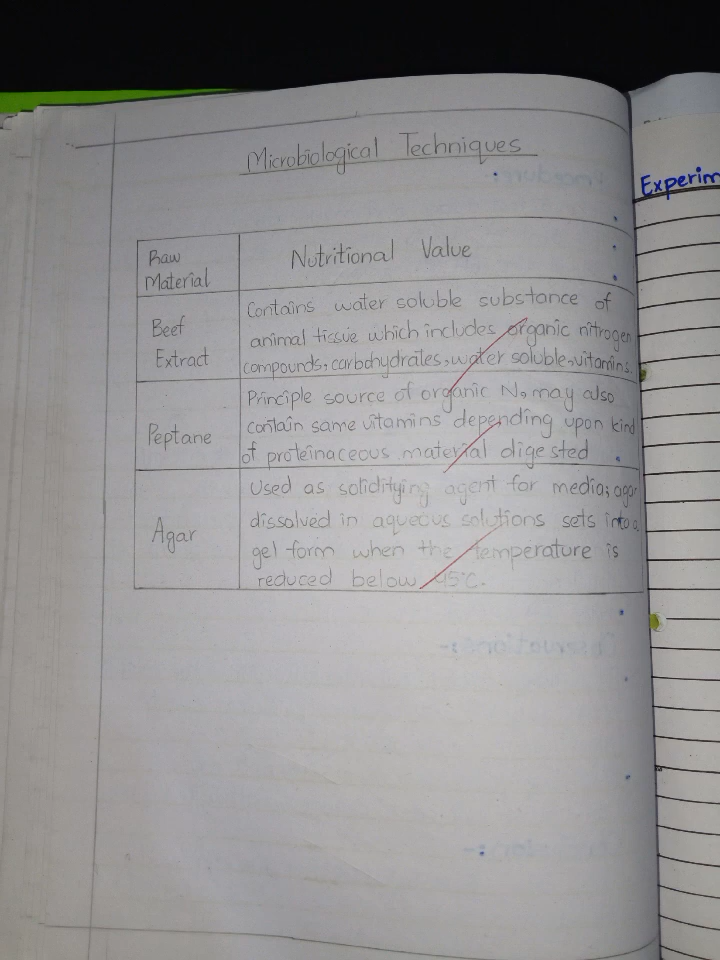 Microbiological Techniques
Experim
Raw
Material
Nutritional Value
Beef
Extract
Contains water soluble substance of
animal tissue which includes organic nitrogen
compounds, carbohydrates, water soluble, vitamins.
Peptane
Principle source of organic N₂, may also
contain same vitamins depending upon kind
of proteinaceous material digested
Agar
Used as soliditying agent for media; aga
dissolved in aqueous solutions sets into a
gel form when the temperature is
reduced below 45°C.